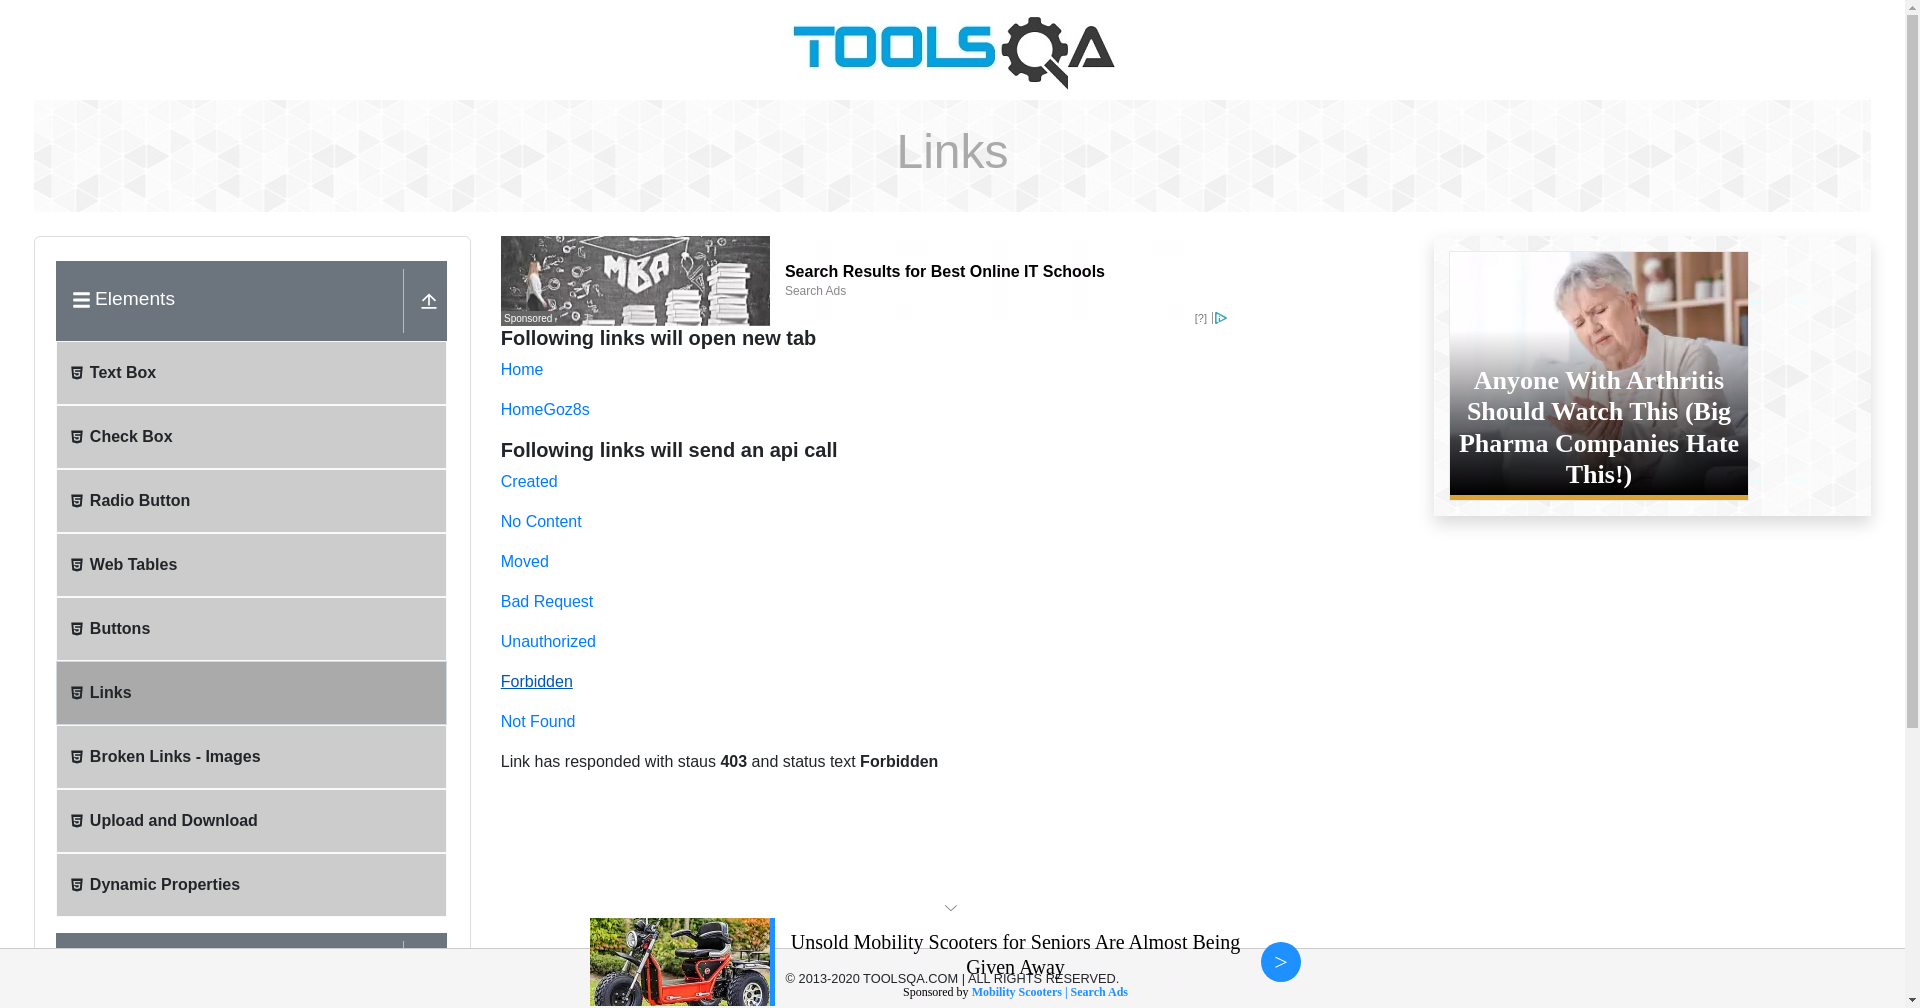 TOOLSQA
Links
Elements
Text Box
Check Box
Radio Button
Web Tables
Buttons
Links
Broken Links - Images
Upload and Download
Dynamic Properties
MBA
Sponsored
Search Results for Best Online IT Schools
Search Ads
[?]
Following links will open new tab
Home
HomeGoz8s
Following links will send an api call
Created
No Content
Moved
Bad Request
Unauthorized
Forbidden
Not Found
Link has responded with staus 403 and status text Forbidden
Anyone With Arthritis
Should Watch This (Big
Pharma Companies Hate
This!)
Unsold Mobility Scooters for Seniors Are Almost Being
Given Away
>
© 2013-2020 TOOLSQA.COM | ALL RIGHTS RESERVED.
Sponsored by Mobility Scooters | Search Ads